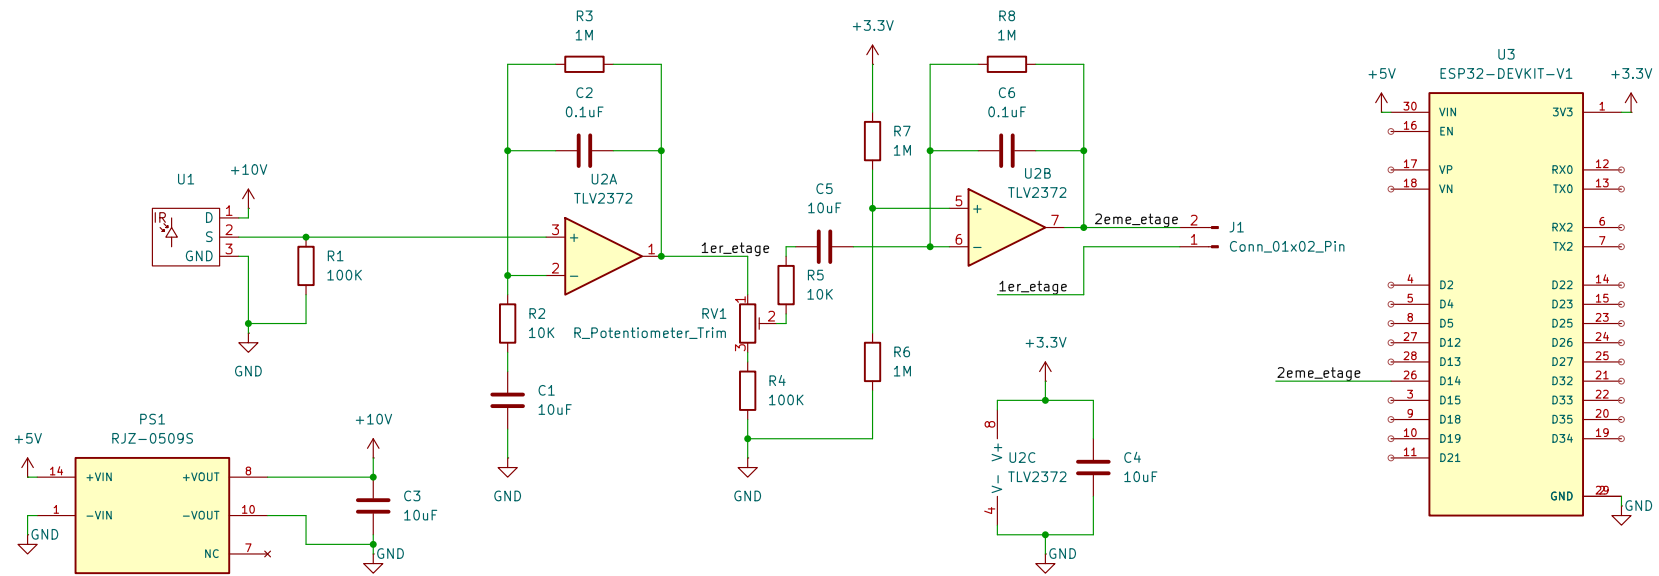 R3
1M
C2
0.1uF
U2A
TLV2372
3
+
2
−
1
1er_etage
U1
+10V
IR
D
1
S
2
GND
3
R1
100K
GND
R2
10K
C1
10uF
GND
RV1
R_Potentiometer_Trim
1
2
3
R4
100K
GND
R5
10K
C5
10uF
+3.3V
R7
1M
R6
1M
R8
1M
C6
0.1uF
U2B
TLV2372
5
+
6
−
7
2eme_etage
2
J1
1
Conn_01x02_Pin
1er_etage
+3.3V
8
V+
U2C
TLV2372
V−
4
C4
10uF
GND
PS1
RJZ-0509S
+5V
14
+VIN
1
−VIN
GND
+VOUT
8
−VOUT
10
NC
7
+10V
C3
10uF
GND
U3
ESP32-DEVKIT-V1
+5V
+3.3V
30
VIN
3V3
1
16
EN
17
VP
RX0
12
18
VN
TX0
13
RX2
6
TX2
7
4
D2
D22
14
5
D4
D23
15
8
D5
D25
23
27
D12
D26
24
28
D13
D27
25
2eme_etage
26
D14
D32
21
3
D15
D33
22
9
D18
D35
20
10
D19
D34
19
11
D21
GND
29
GND